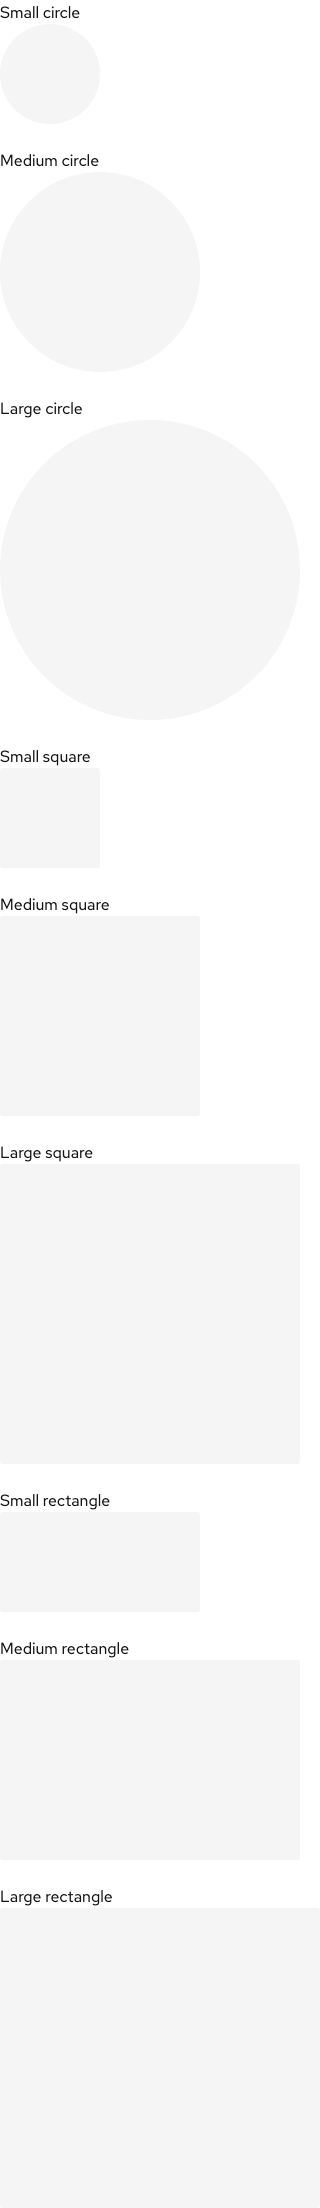 Small circle
Medium circle
Large circle
Small square
Medium square
Large square
Small rectangle
Medium rectangle
Large rectangle